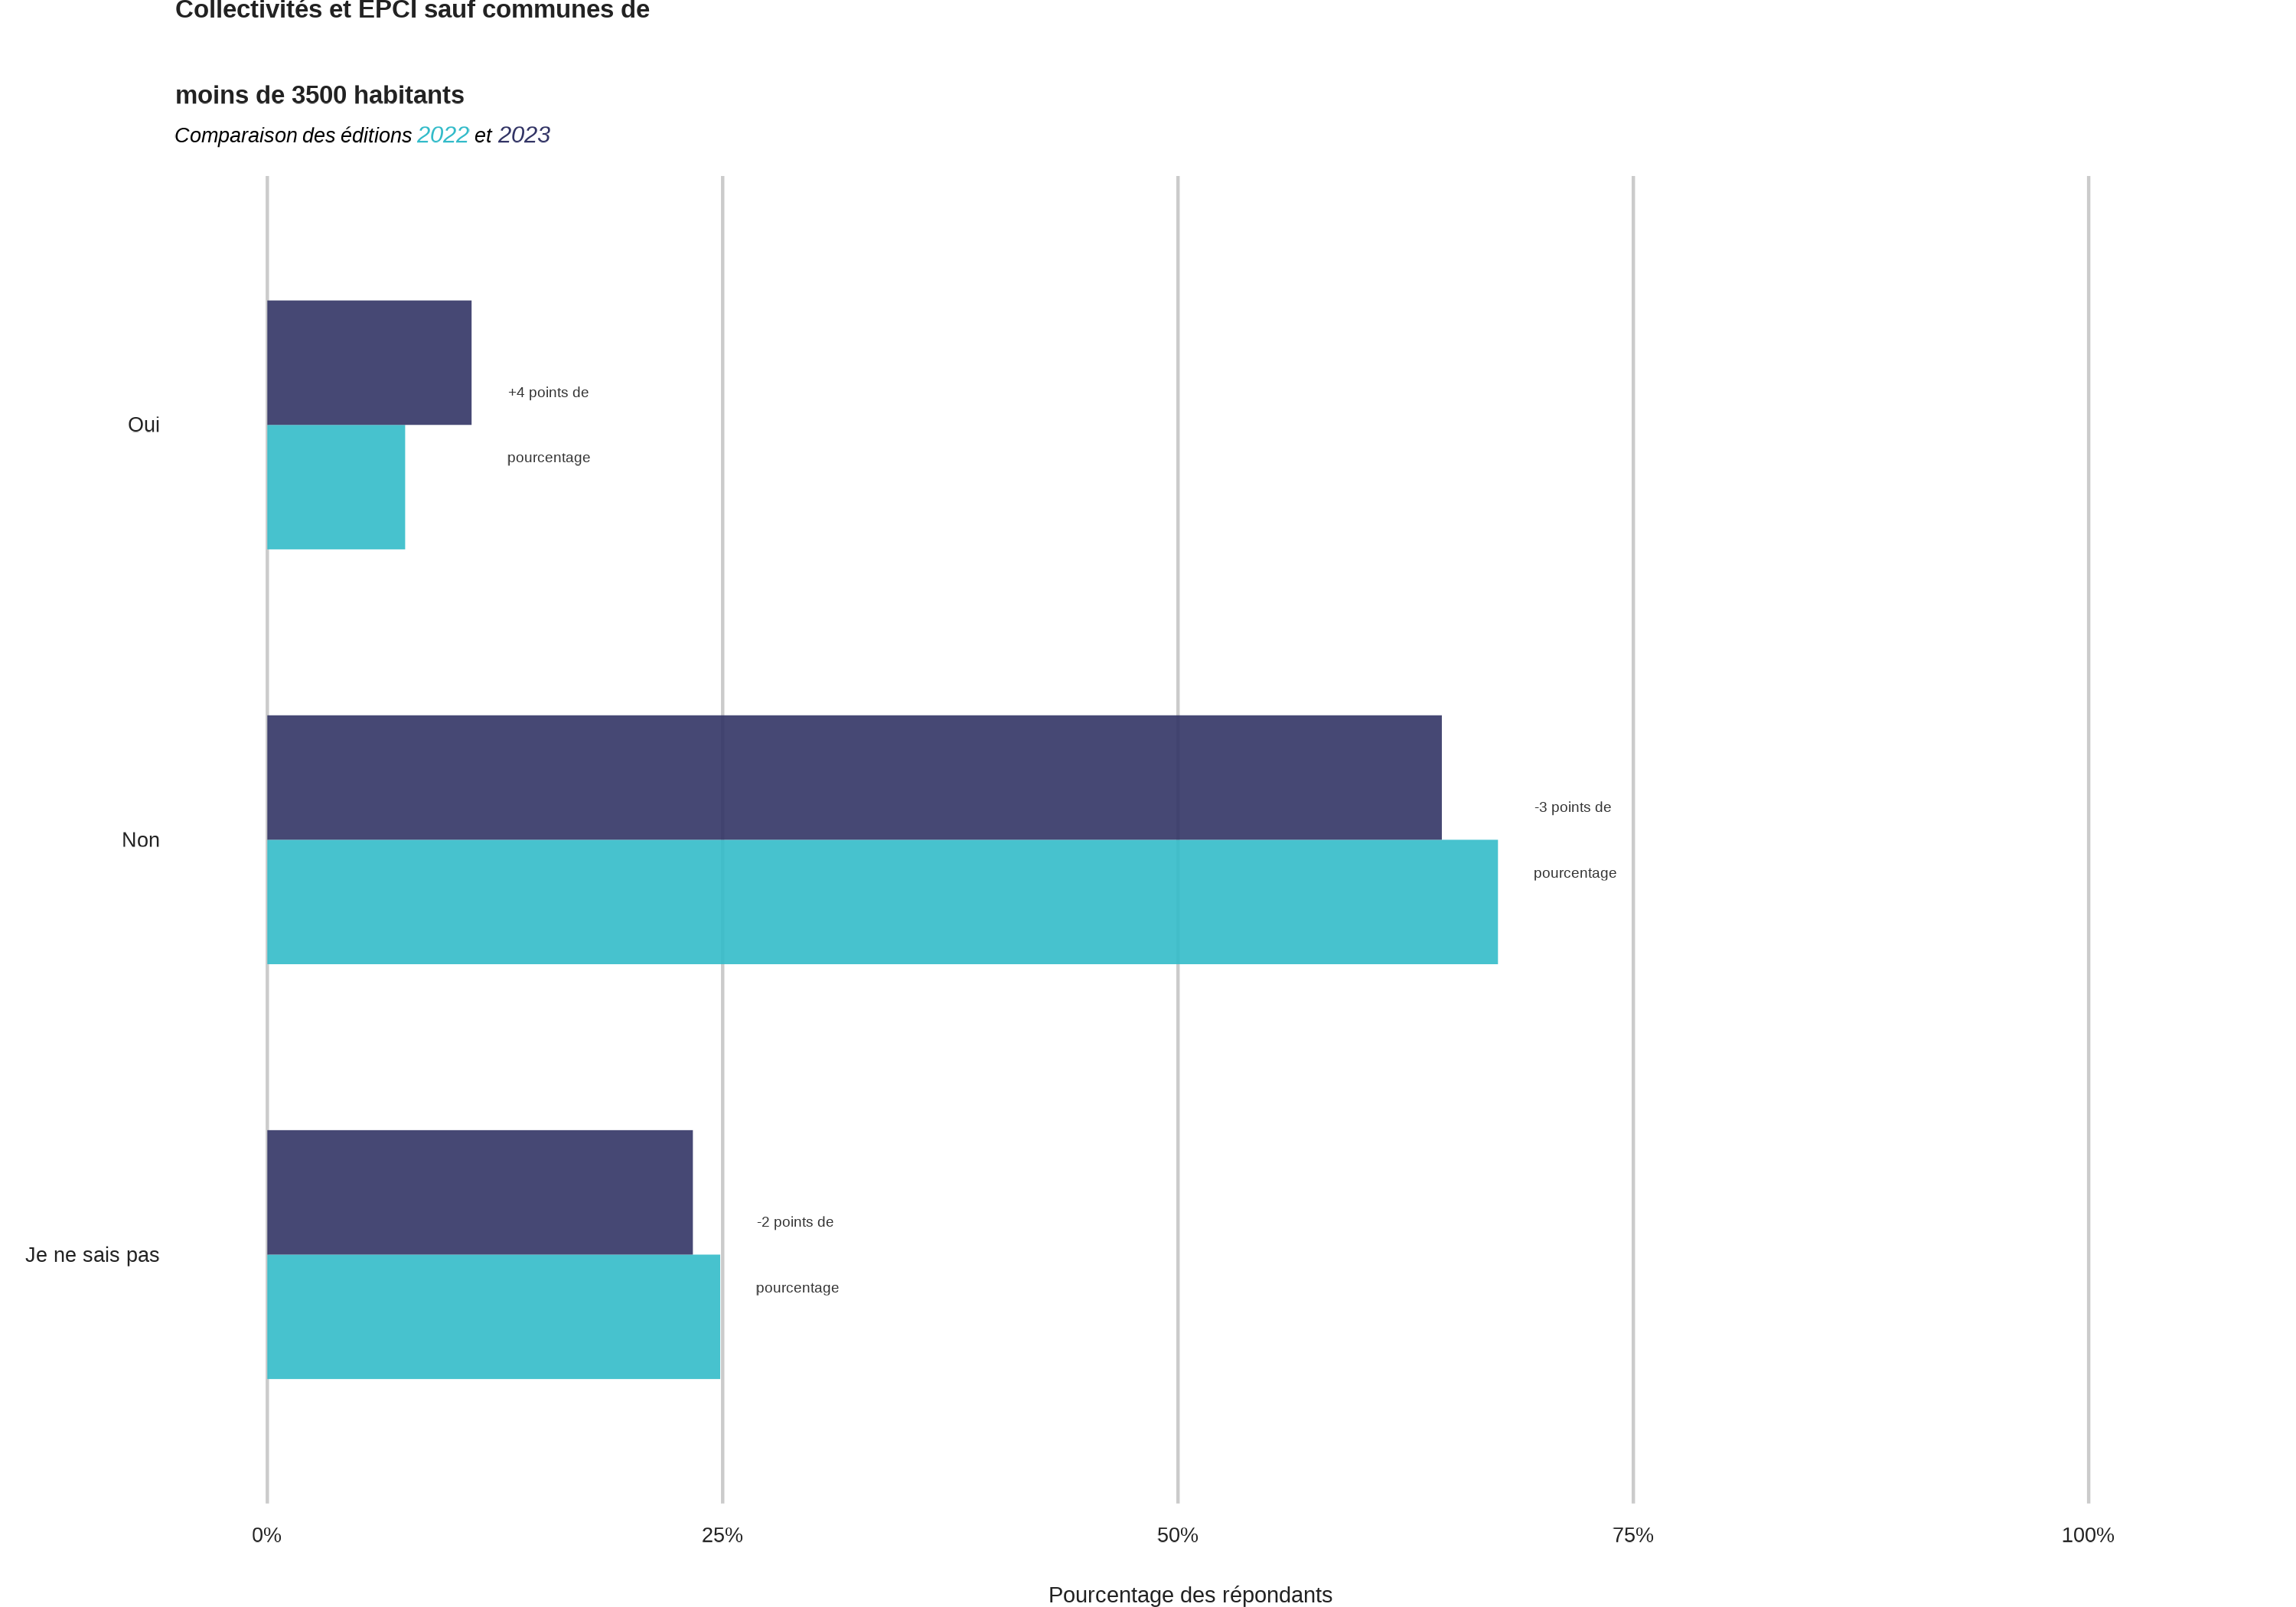 Collectivités et EPCI sauf communes de
moins de 3500 habitants
Comparaison des éditions 2022 et 2023
Oui
+4 points de
pourcentage
Non
-3 points de
pourcentage
Je ne sais pas
-2 points de
pourcentage
0% 25% 50% 75% 100%
Pourcentage des répondants